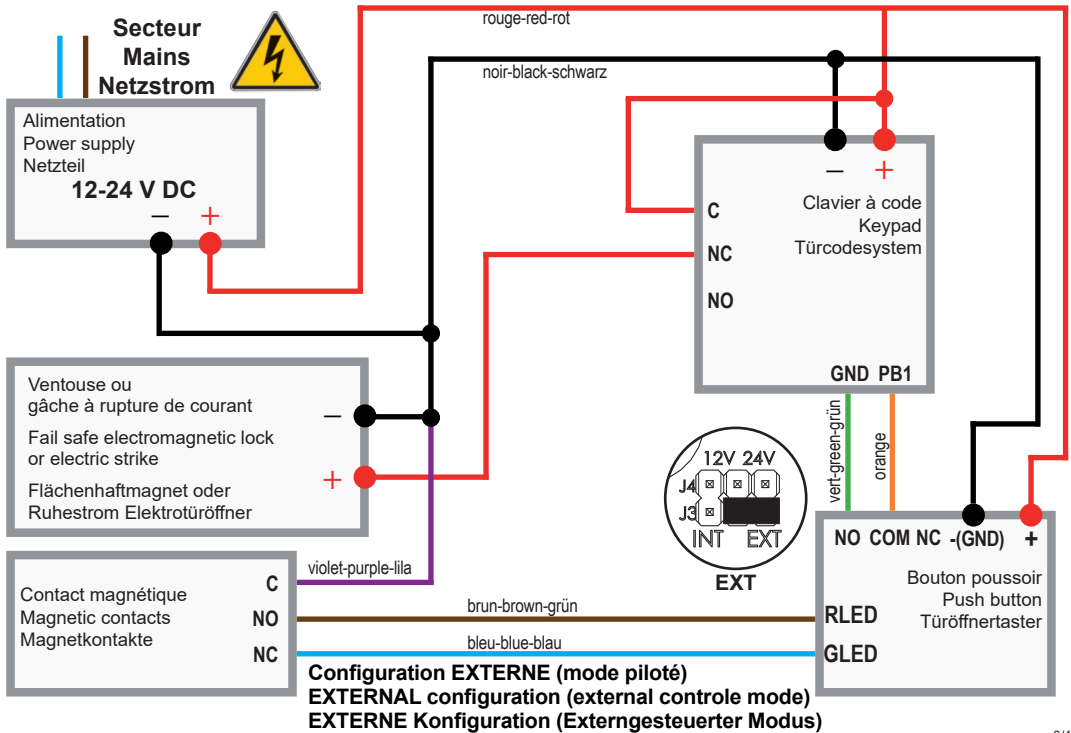 rouge-red-rot
Secteur
Mains
Netzstrom
noir-black-schwarz
Alimentation
Power supply
Netzteil
12-24 V DC
– +
– +
Clavier à code
Keypad
Türcodesystem
C
NC
NO
GND PB1
Ventouse ou
gâche à rupture de courant
Fail safe electromagnetic lock
or electric strike
Flächenhaftmagnet oder
Ruhestrom Elektrotüröffner
–
+
vert-green-grün
orange
12V 24V
J4
J3
INT EXT
EXT
NO COM NC -(GND) +
Bouton poussoir
Push button
Türöffnertaster
RLED
GLED
violet-purple-lila
Contact magnétique
Magnetic contacts
Magnetkontakte
C
NO
NC
brun-brown-grün
bleu-blue-blau
Configuration EXTERNE (mode piloté)
EXTERNAL configuration (external controle mode)
EXTERNE Konfiguration (Externgesteuerter Modus)